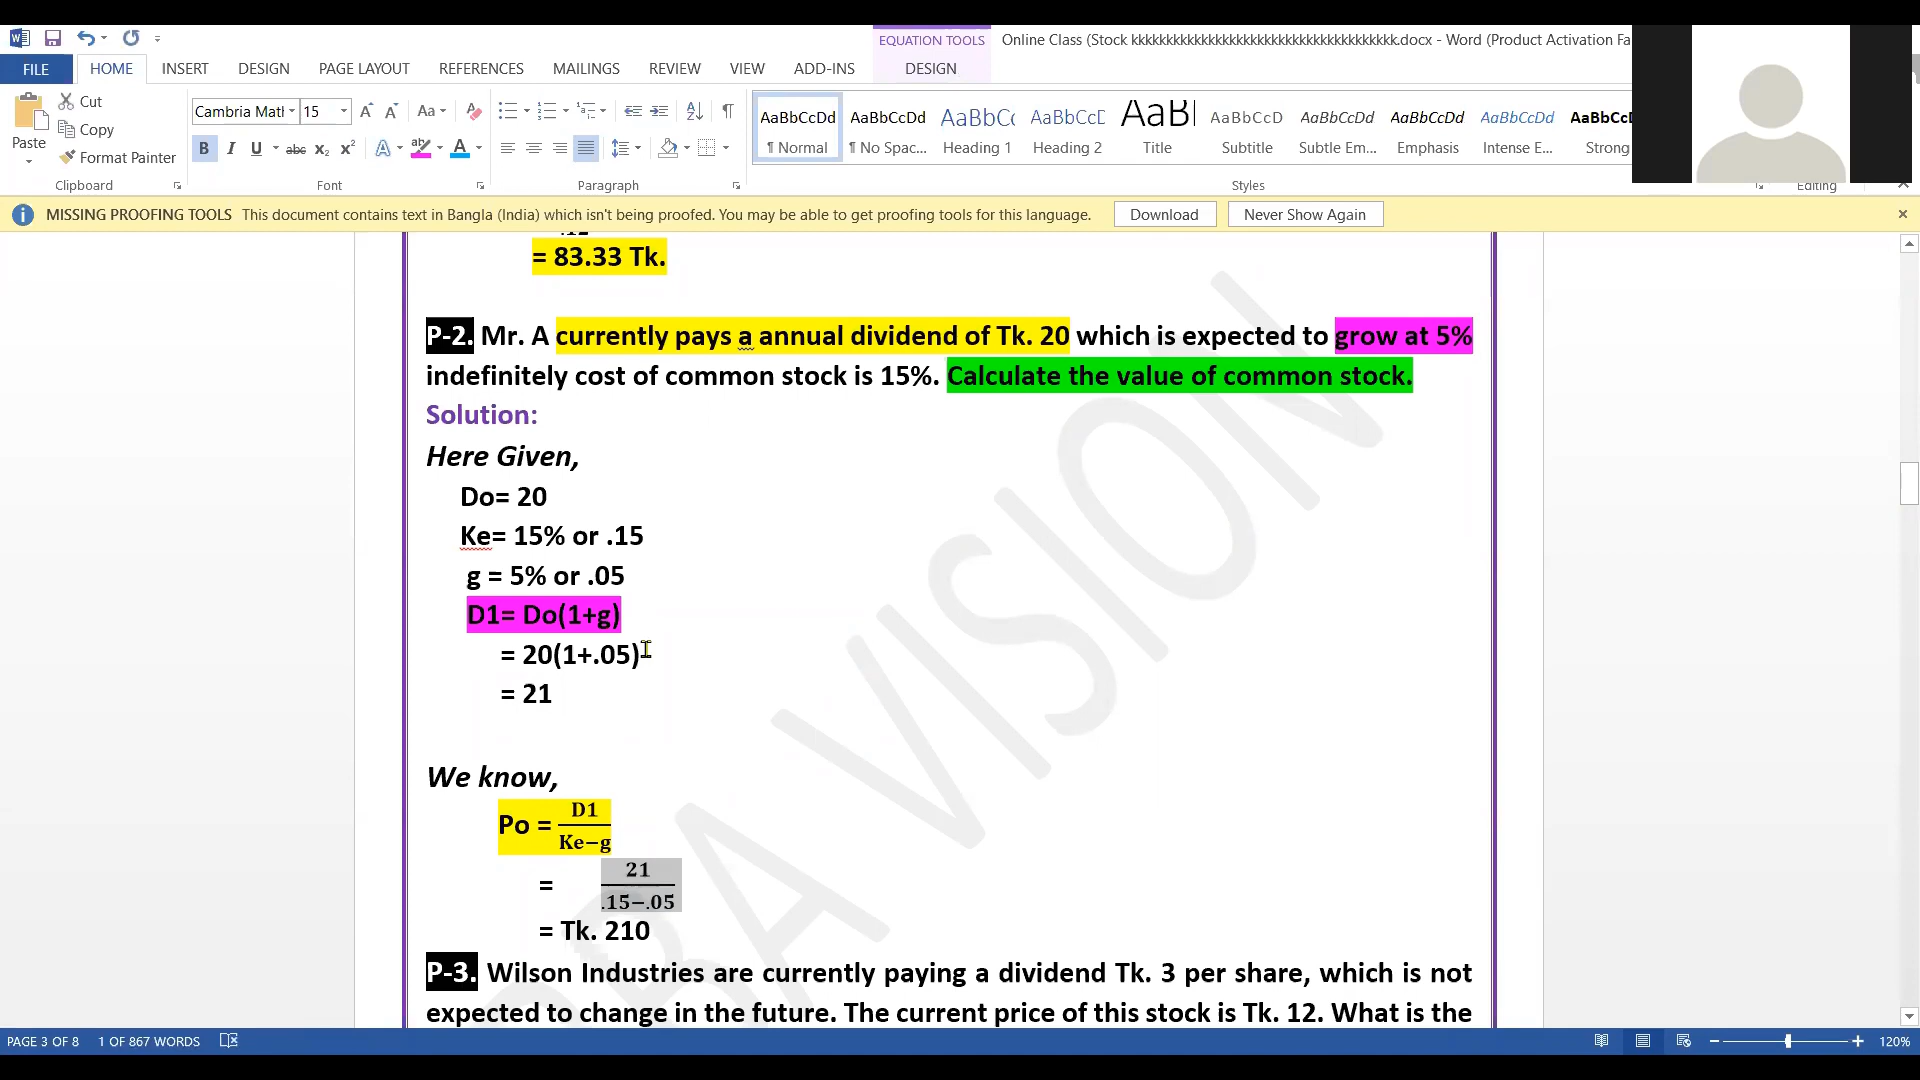 Online Class (Stock kkkkkkkkkkkkkkkkkkkkkkkkkkkkkkkkkkkkkk.docx - Word (Product Activation Fa
EQUATION TOOLS
FILE HOME INSERT DESIGN PAGE LAYOUT REFERENCES MAILINGS REVIEW VIEW ADD-INS DESIGN
Cut
Copy
Format Painter
Paste
Clipboard
Cambria Matl 15
Font
Paragraph
AaBbCcDd AaBbCcDd AaBbCc AaBbCcD AaB AaBbCcD AaBbCcDd AaBbCcDd AaBbCcDd AaBbCcD
¶ Normal ¶ No Spac... Heading 1 Heading 2 Title Subtitle Subtle Em... Emphasis Intense E... Strong
Styles
Editing
MISSING PROOFING TOOLS This document contains text in Bangla (India) which isn't being proofed. You may be able to get proofing tools for this language. Download Never Show Again
= 83.33 Tk.
P-2. Mr. A currently pays a annual dividend of Tk. 20 which is expected to grow at 5%
indefinitely cost of common stock is 15%. Calculate the value of common stock.
Solution:
Here Given,
Do= 20
Ke= 15% or .15
g = 5% or .05
D1= Do(1+g)
= 20(1+.05)
= 21
We know,
Po = D1
Ke−g
= 21
.15−.05
= Tk. 210
P-3. Wilson Industries are currently paying a dividend Tk. 3 per share, which is not
expected to change in the future. The current price of this stock is Tk. 12. What is the
BA VISION
PAGE 3 OF 8 1 OF 867 WORDS 120%